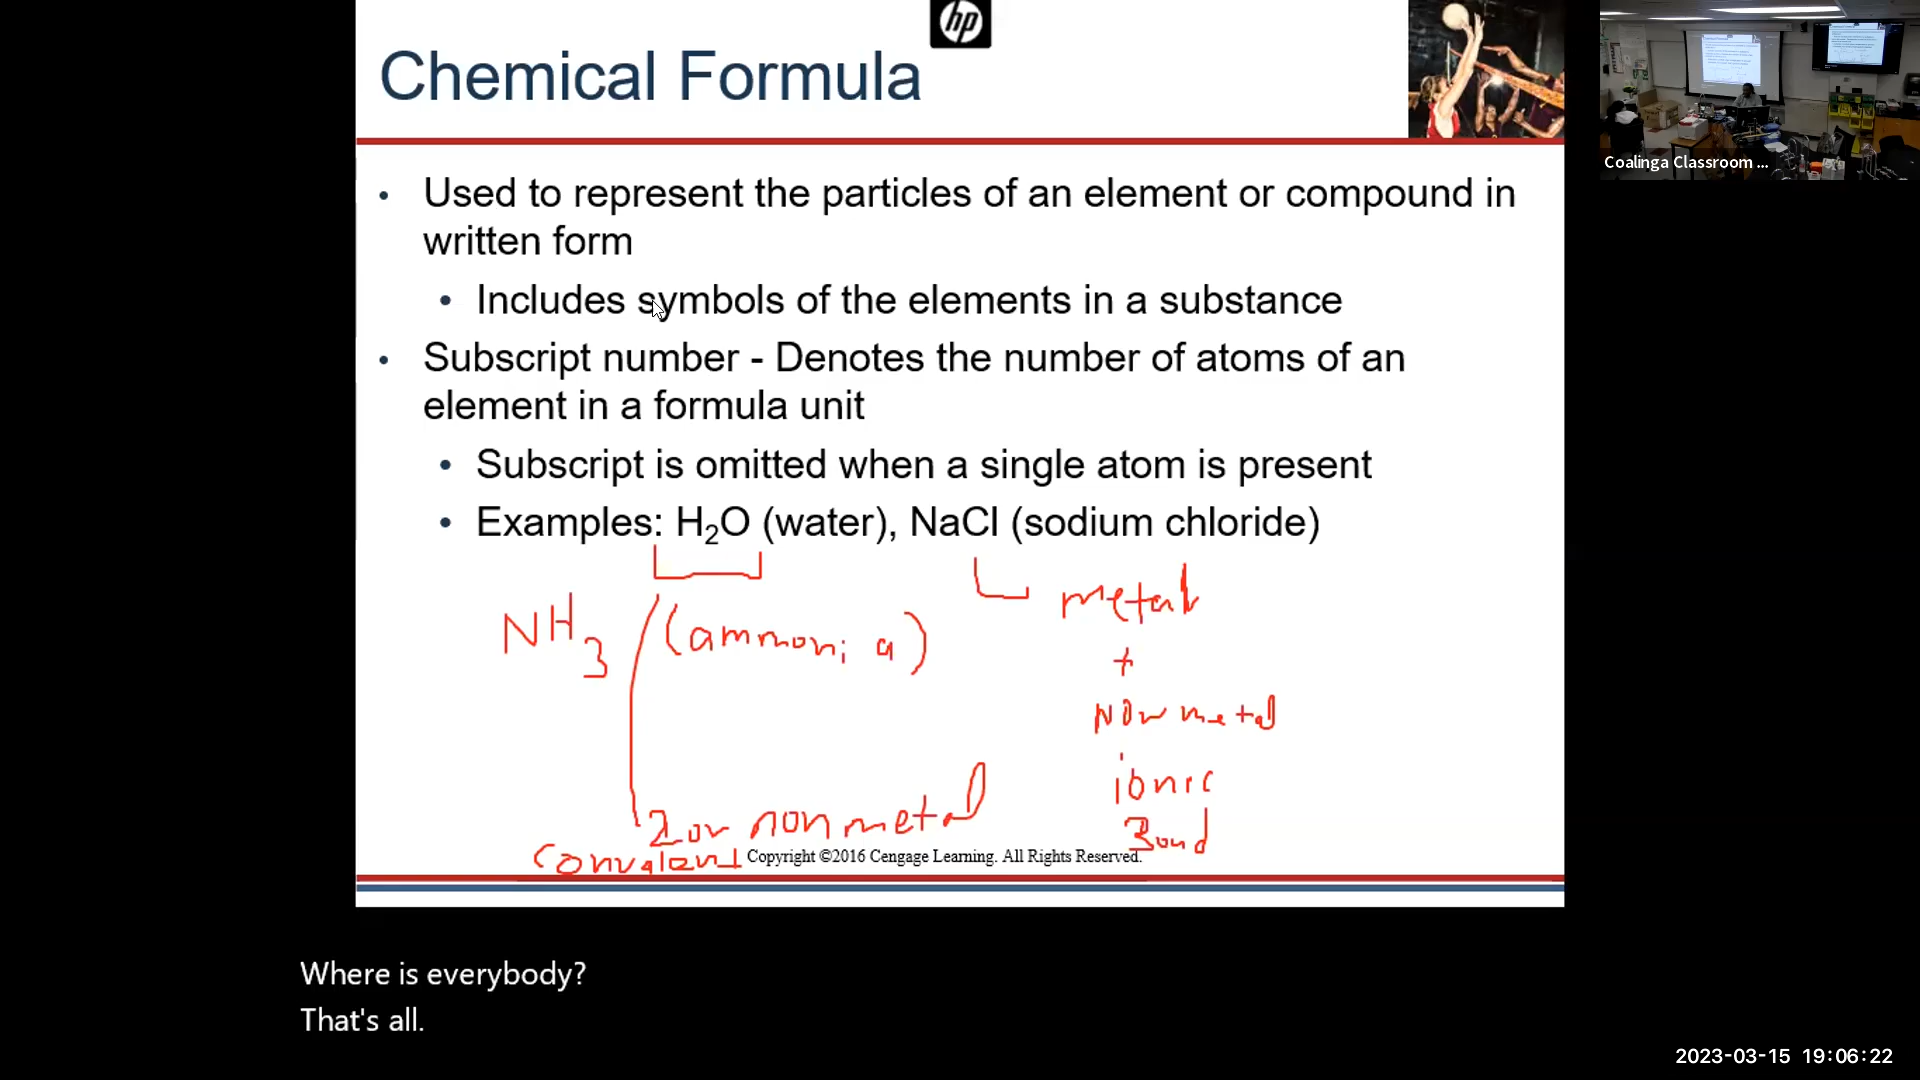 hp
Chemical Formula
• Used to represent the particles of an element or compound in
written form
• Includes symbols of the elements in a substance
• Subscript number - Denotes the number of atoms of an
element in a formula unit
• Subscript is omitted when a single atom is present
• Examples: H₂O (water), NaCl (sodium chloride)
NH₃ (ammonia)
metal
+
Nonmetal
ionic
Bond
2 or nonmetal
Convalent
Copyright ©2016 Cengage Learning. All Rights Reserved.
Coalinga Classroom ...
Where is everybody?
That's all.
2023-03-15 19:06:22